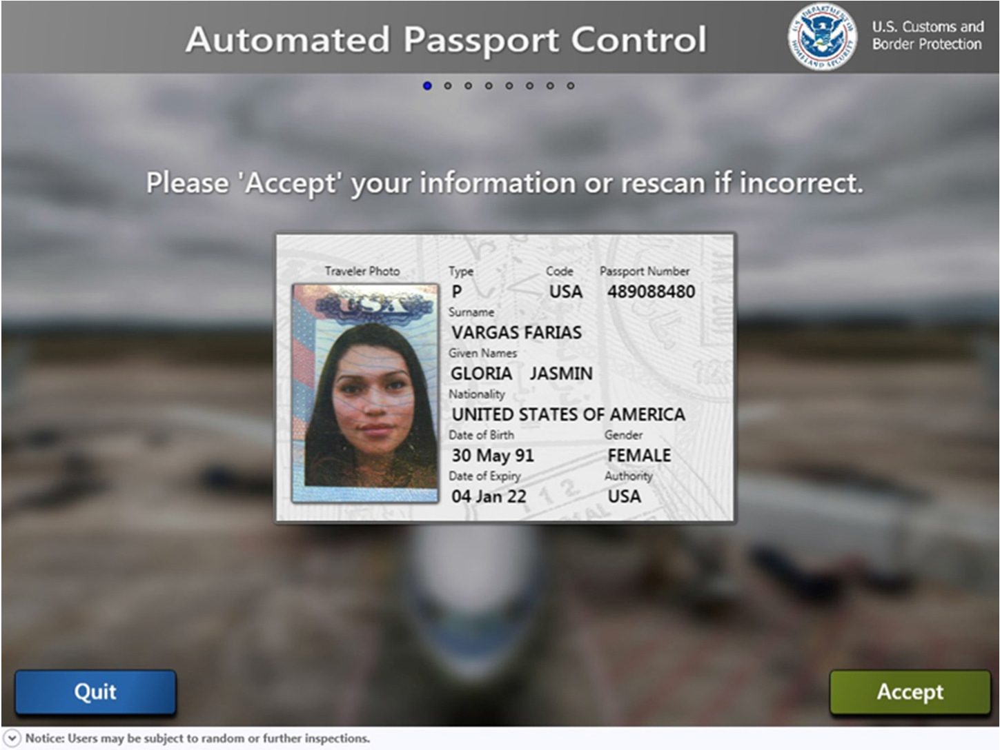 Automated Passport Control
U.S. Customs and
Border Protection
Please 'Accept' your information or rescan if incorrect.
Traveler Photo
Type Code Passport Number
P USA 489088480
Surname
VARGAS FARIAS
Given Names
GLORIA JASMIN
Nationality
UNITED STATES OF AMERICA
Date of Birth Gender
30 May 91 FEMALE
Date of Expiry Authority
04 Jan 22 USA
USA
Quit
Accept
Notice: Users may be subject to random or further inspections.